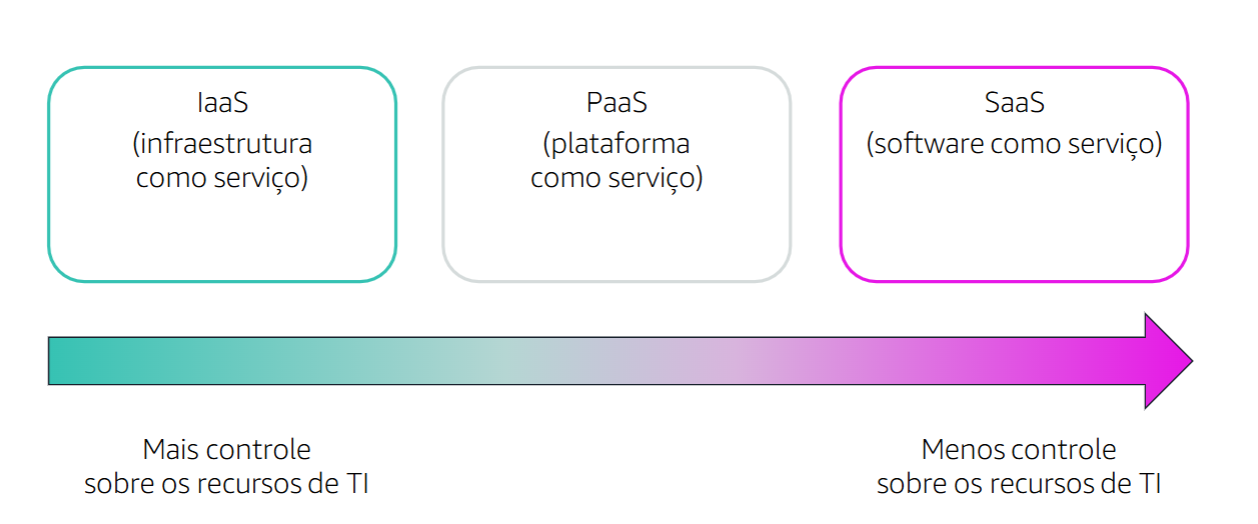 IaaS
(infraestrutura
como serviço)
PaaS
(plataforma
como serviço)
SaaS
(software como serviço)
Mais controle
sobre os recursos de TI
Menos controle
sobre os recursos de TI